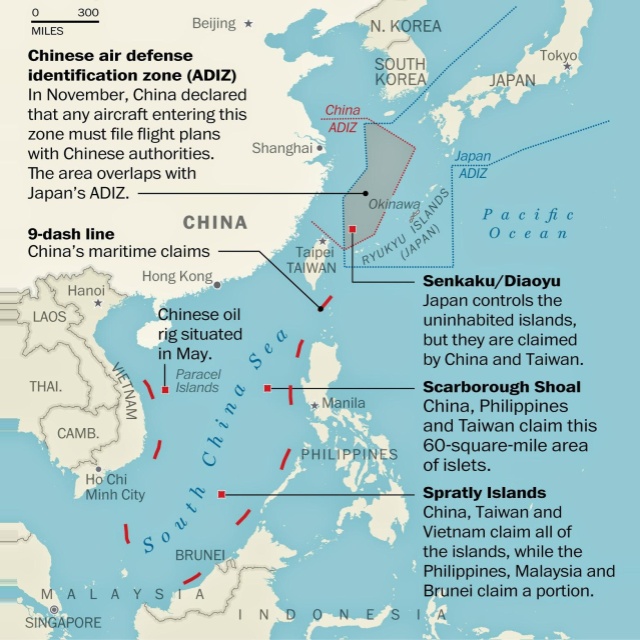 0 300
MILES
Beijing
N. KOREA
SOUTH
KOREA
Tokyo
JAPAN
Chinese air defense
identification zone (ADIZ)
In November, China declared
that any aircraft entering this
zone must file flight plans
with Chinese authorities.
The area overlaps with
Japan's ADIZ.
China
ADIZ
Shanghai
Japan
ADIZ
Okinawa
RYUKYU ISLANDS
(JAPAN)
Pacific
Ocean
CHINA
9-dash line
China's maritime claims
Taipei
TAIWAN
Hong Kong
Hanoi
LAOS
Senkaku/Diaoyu
Japan controls the
uninhabited islands,
but they are claimed
by China and Taiwan.
Chinese oil
rig situated
in May.
Paracel
Islands
VIETNAM
THAI.
CAMB.
Ho Chi
Minh City
South China Sea
Manila
PHILIPPINES
Scarborough Shoal
China, Philippines
and Taiwan claim this
60-square-mile area
of islets.
Spratly Islands
China, Taiwan and
Vietnam claim all of
the islands, while the
Philippines, Malaysia and
Brunei claim a portion.
BRUNEI
MALAYSIA
SINGAPORE
INDONESIA